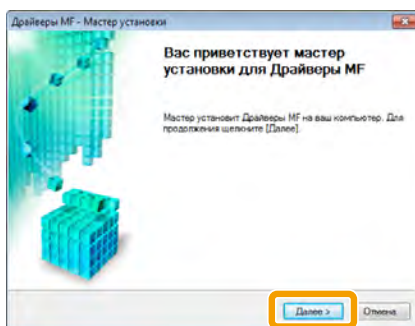 Драйверы MF - Мастер установки
Вас приветствует мастер
установки для Драйверы MF
Мастер установит Драйверы MF на ваш компьютер. Для
продолжения щелкните [Далее].
Далее >
Отмена